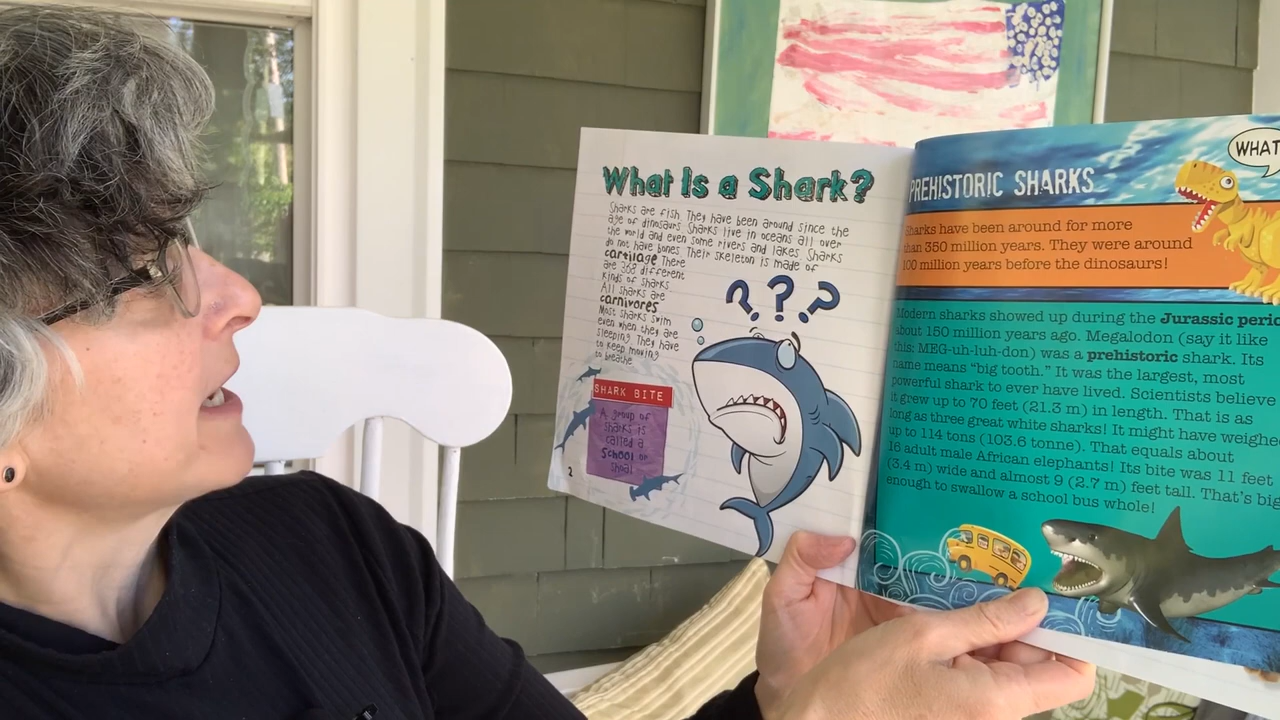 What Is a Shark?
Sharks are fish. They have been around since the
age of dinosaurs. Sharks live in oceans all over
the world and even some rivers and lakes. Sharks
do not have bones. Their skeleton is made of
cartilage. There
are 368 different
kinds of sharks.
All sharks are
carnivores.
Most sharks swim
even when they are
sleeping. They have
to keep moving
to breathe.
SHARK BITE
A group of
sharks is
called a
School or
shoal
2
WHAT
PREHISTORIC SHARKS
Sharks have been around for more
than 350 million years. They were around
100 million years before the dinosaurs!
Modern sharks showed up during the Jurassic perio
about 150 million years ago. Megalodon (say it like
this: MEG-uh-luh-don) was a prehistoric shark. Its
name means "big tooth." It was the largest, most
powerful shark to ever have lived. Scientists believe
it grew up to 70 feet (21.3 m) in length. That is as
long as three great white sharks! It might have weighe
up to 114 tons (103.6 tonne). That equals about
16 adult male African elephants! Its bite was 11 feet
(3.4 m) wide and almost 9 (2.7 m) feet tall. That's big
enough to swallow a school bus whole!